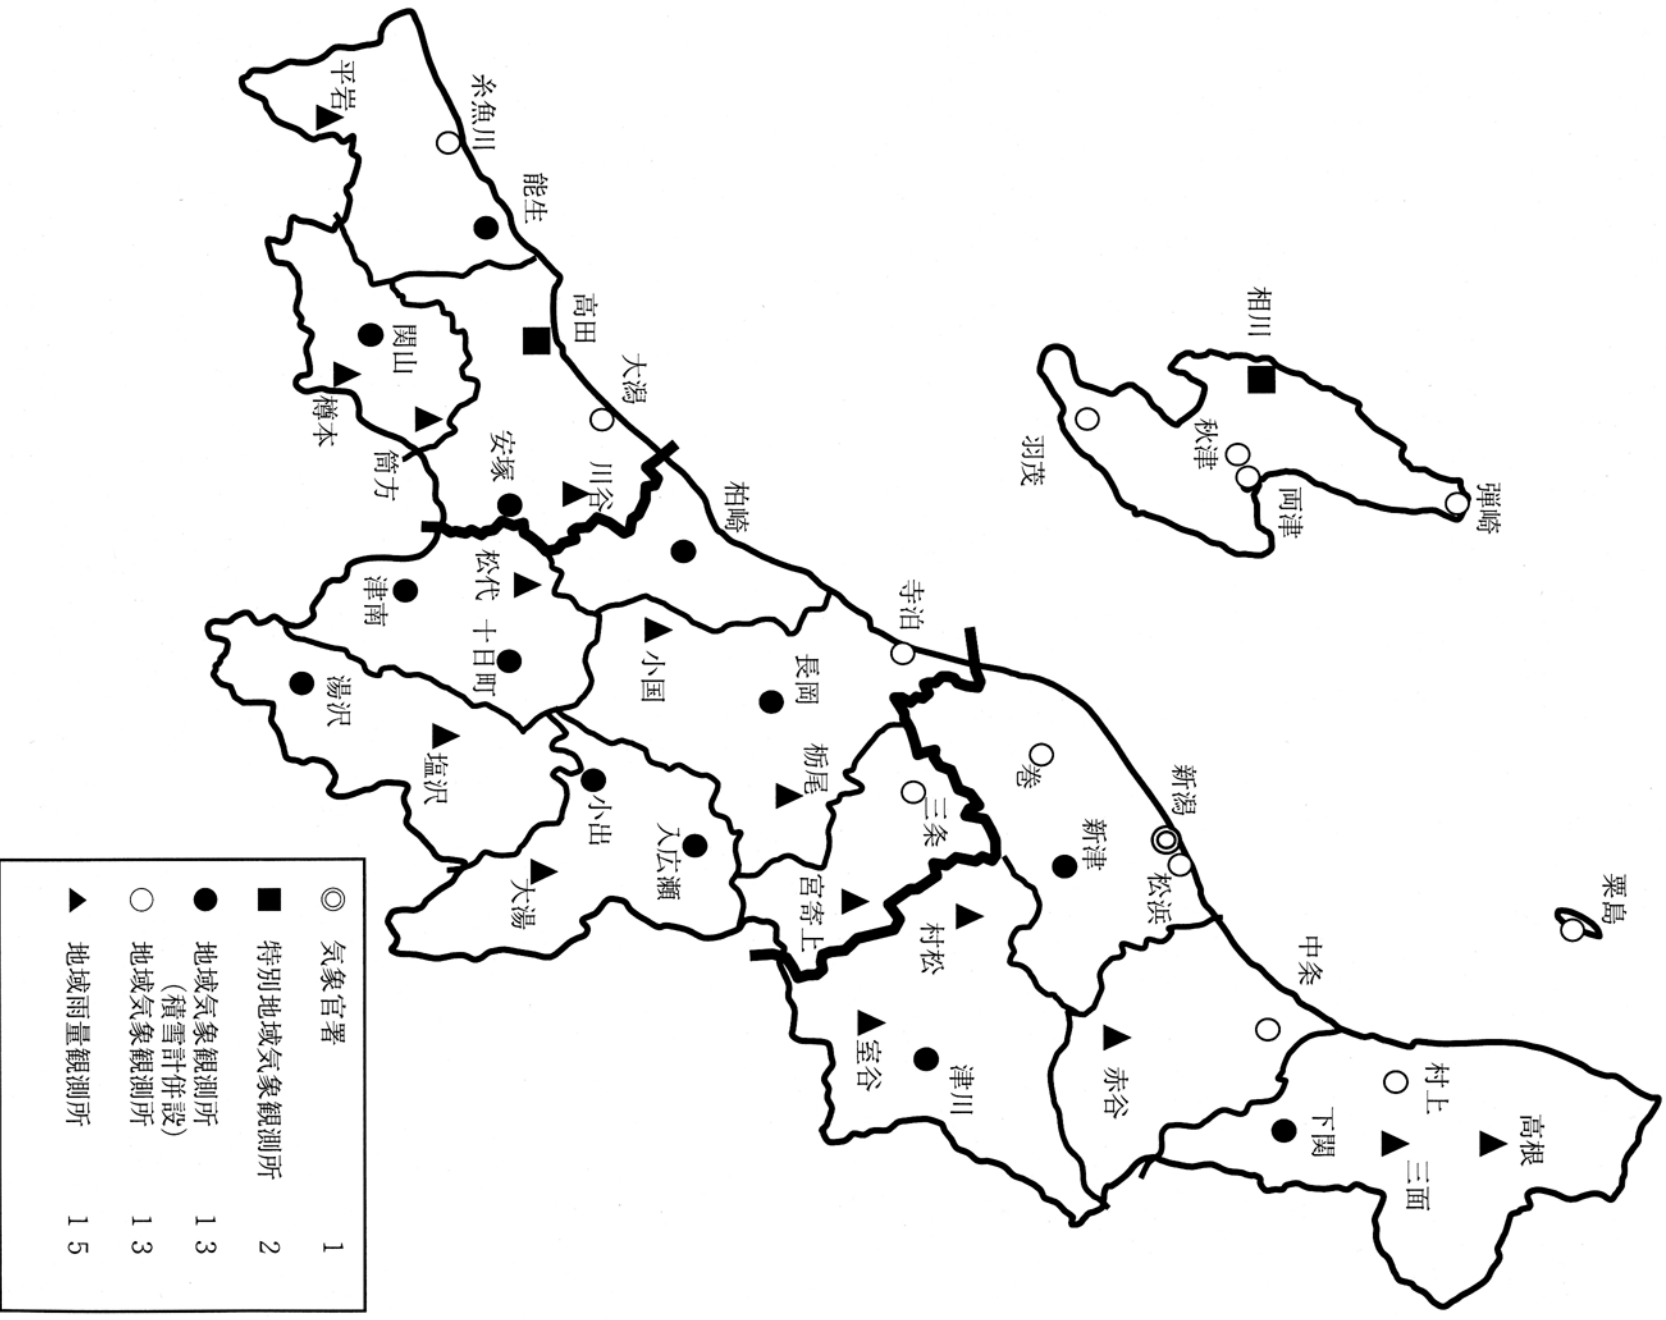 粟島
弾崎
相川
両津
秋津
羽茂
高根
三面
村上
下関
中条
赤谷
新潟
松浜
新津
巻
津川
室谷
村松
寺泊
三条
宮寄上
長岡
栃尾
小国
柏崎
入広瀬
小出
大湯
十日町
松代
津南
塩沢
湯沢
大潟
川谷
高田
安塚
筒方
関山
樽本
能生
糸魚川
平岩
◎ 気象官署 1
■ 特別地域気象観測所 2
● 地域気象観測所 13
(積雪計併設)
○ 地域気象観測所 13
▲ 地域雨量観測所 15